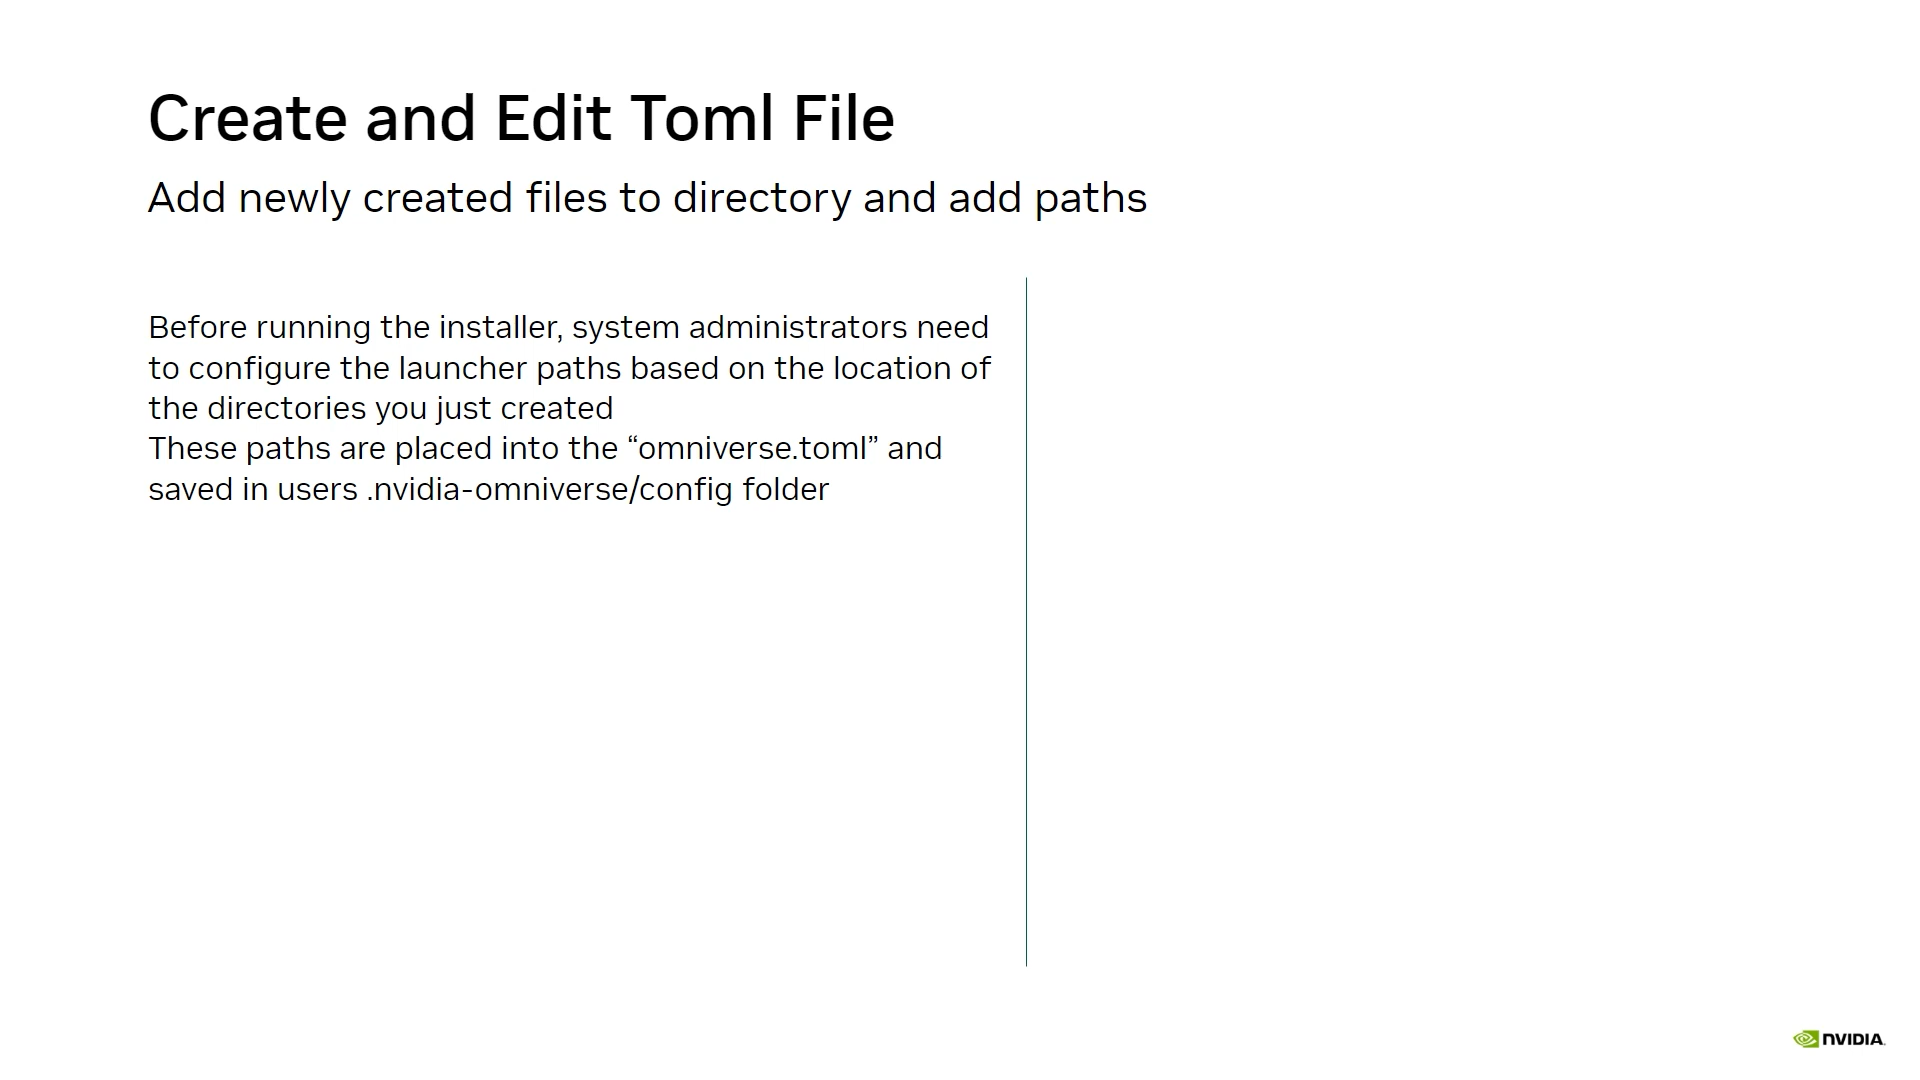 Create and Edit Toml File
Add newly created files to directory and add paths
Before running the installer, system administrators need
to configure the launcher paths based on the location of
the directories you just created
These paths are placed into the “omniverse.toml” and
saved in users .nvidia-omniverse/config folder
NVIDIA.